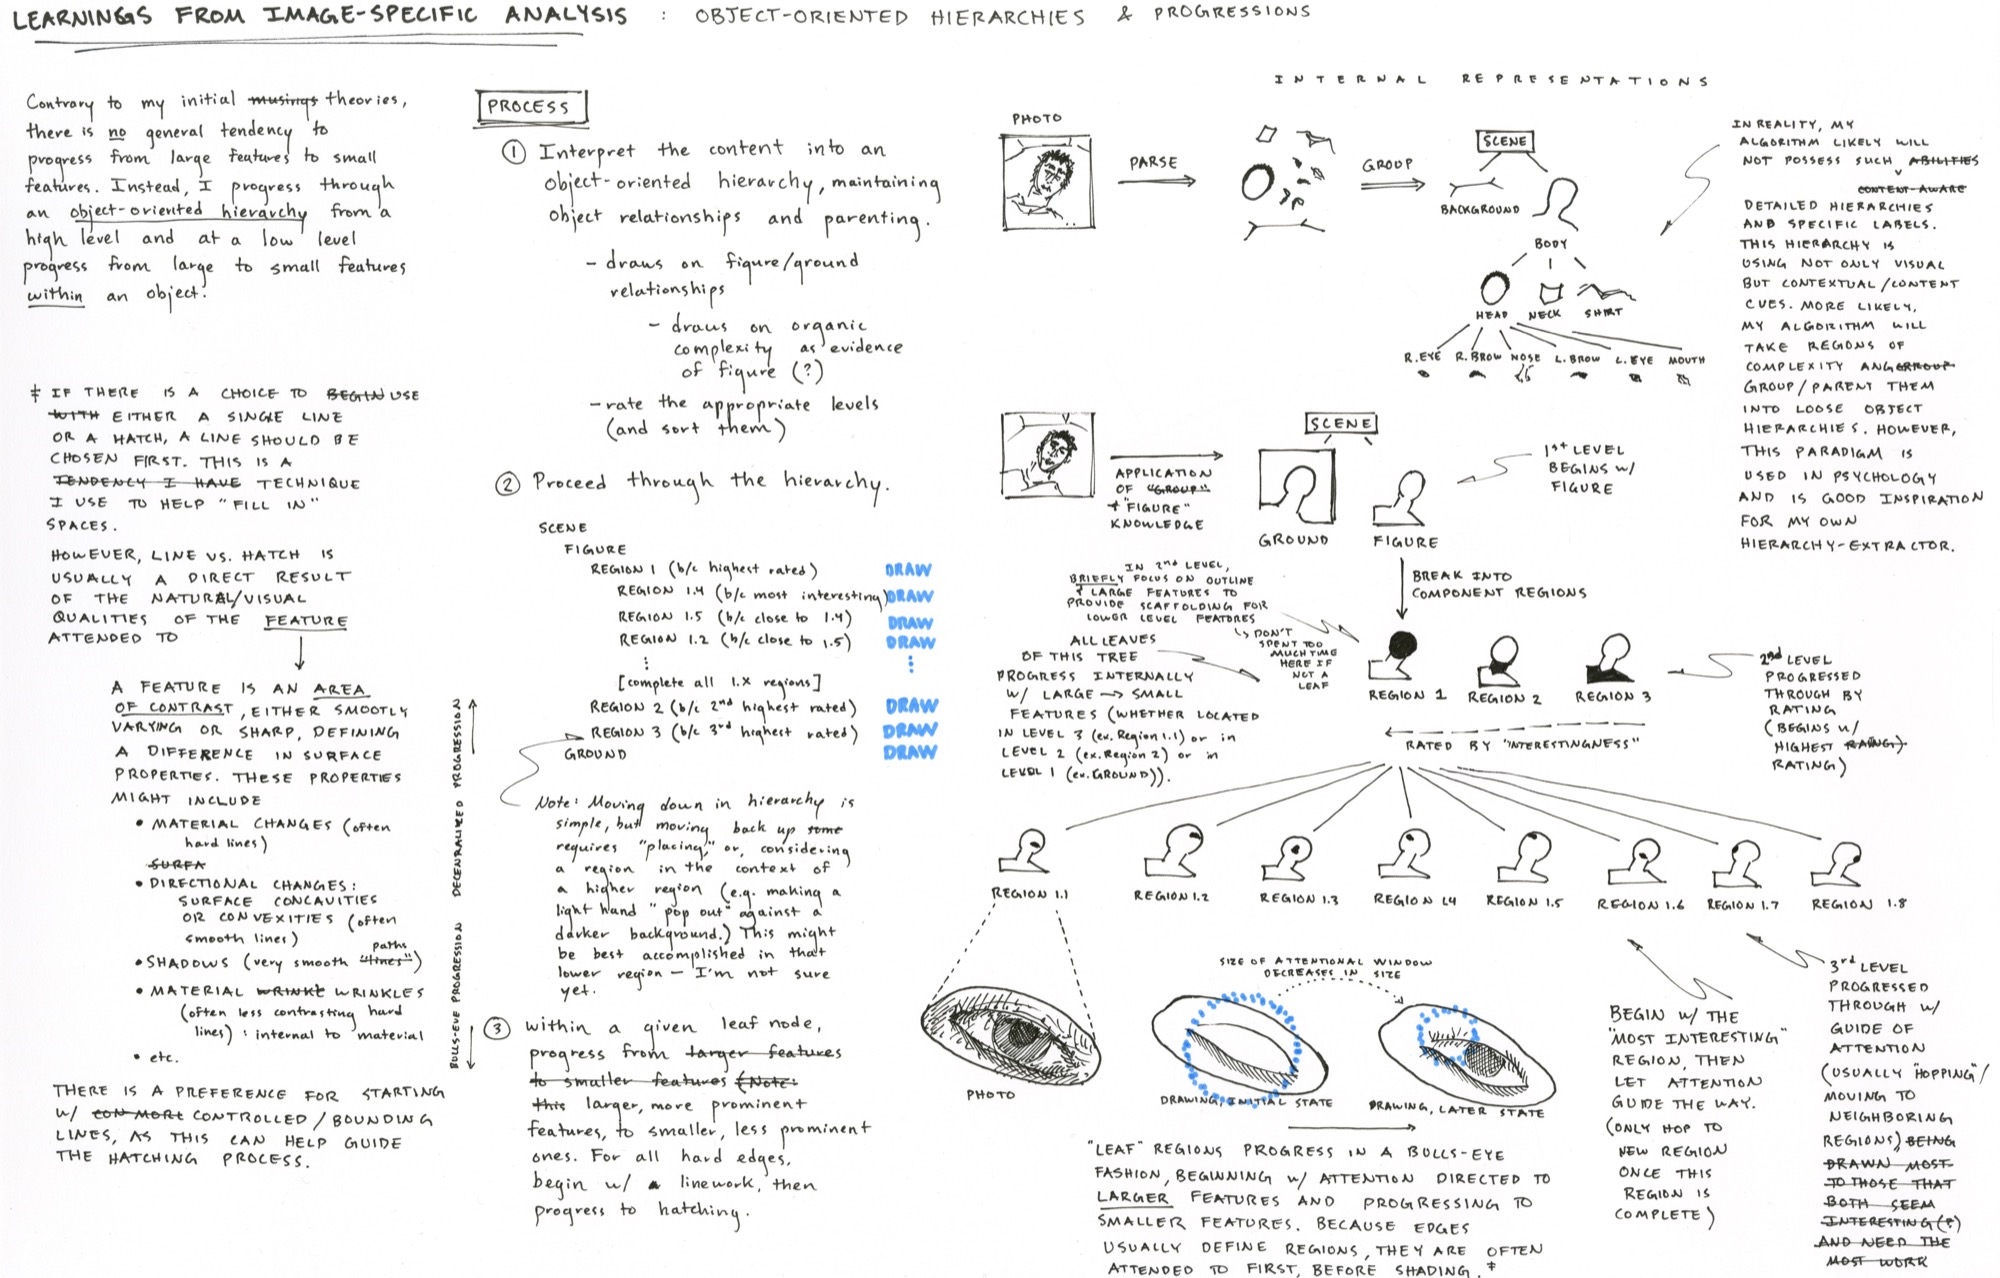 LEARNINGS FROM IMAGE-SPECIFIC ANALYSIS : OBJECT-ORIENTED HIERARCHIES & PROGRESSIONS
Contrary to my initial musings theories,
there is no general tendency to
progress from large features to small
features. Instead, I progress through
an object-oriented hierarchy from a
high level and at a low level
progress from large to small features
within an object.
‡ IF THERE IS A CHOICE TO BEGIN USE
WITH EITHER A SINGLE LINE
OR A HATCH, A LINE SHOULD BE
CHOSEN FIRST. THIS IS A
TENDENCY I HAVE TECHNIQUE
I USE TO HELP "FILL IN"
SPACES.
HOWEVER, LINE VS. HATCH IS
USUALLY A DIRECT RESULT
OF THE NATURAL/VISUAL
QUALITIES OF THE FEATURE
ATTENDED TO
A FEATURE IS AN AREA
OF CONTRAST, EITHER SMOOTLY
VARYING OR SHARP, DEFINING
A DIFFERENCE IN SURFACE
PROPERTIES. THESE PROPERTIES
MIGHT INCLUDE
• MATERIAL CHANGES (often
hard lines)
SURFA
• DIRECTIONAL CHANGES:
SURFACE CONCAVITIES
OR CONVEXITIES (often
smooth lines)
paths
• SHADOWS (very smooth "lines")
• MATERIAL WRINKL WRINKLES
(often less contrasting hard
lines) : internal to material
• etc.
THERE IS A PREFERENCE FOR STARTING
W/ CON MORE CONTROLLED / BOUNDING
LINES, AS THIS CAN HELP GUIDE
THE HATCHING PROCESS.
PROCESS
1 Interpret the content into an
object-oriented hierarchy, maintaining
object relationships and parenting.
- draws on figure/ground
relationships
- draws on organic
complexity as evidence
of figure (?)
- rate the appropriate levels
(and sort them)
2 Proceed through the hierarchy.
SCENE
FIGURE
REGION 1 (b/c highest rated) DRAW
REGION 1.4 (b/c most interesting) DRAW
REGION 1.5 (b/c close to 1.4) DRAW
REGION 1.2 (b/c close to 1.5) DRAW
[complete all 1.x regions]
REGION 2 (b/c 2nd highest rated) DRAW
REGION 3 (b/c 3rd highest rated) DRAW
GROUND DRAW
BULLS-EYE PROGRESSION DECENRALIZED PROGRESSION
Note: Moving down in hierarchy is
simple, but moving back up some
requires "placing," or, considering
a region in the context of
a higher region (e.g. making a
light hand "pop out" against a
darker background.) This might
be best accomplished in that
lower region — I'm not sure
yet.
3 within a given leaf node,
progress from larger features
to smaller features (Note:
this larger, more prominent
features, to smaller, less prominent
ones. For all hard edges,
begin w/ linework, then
progress to hatching.
INTERNAL REPRESENTATIONS
PHOTO
PARSE
GROUP
SCENE
BACKGROUND
BODY
HEAD NECK SHIRT
R. EYE R. BROW NOSE L. BROW L. EYE MOUTH
IN REALITY, MY
ALGORITHM LIKELY WILL
NOT POSSESS SUCH ABILITIES
CONTENT-AWARE
DETAILED HIERARCHIES
AND SPECIFIC LABELS.
THIS HIERARCHY IS
USING NOT ONLY VISUAL
BUT CONTEXTUAL/CONTENT
CUES. MORE LIKELY,
MY ALGORITHM WILL
TAKE REGIONS OF
COMPLEXITY AN
GROUP/PARENT THEM
INTO LOOSE OBJECT
HIERARCHIES. HOWEVER,
THIS PARADIGM IS
USED IN PSYCHOLOGY
AND IS GOOD INSPIRATION
FOR MY OWN
HIERARCHY-EXTRACTOR.
APPLICATION
OF "GROUP"
+ "FIGURE"
KNOWLEDGE
SCENE
GROUND FIGURE
1st LEVEL
BEGINS W/
FIGURE
BREAK INTO
COMPONENT REGIONS
IN 2nd LEVEL,
BRIEFLY FOCUS ON OUTLINE
& LARGE FEATURES TO
PROVIDE SCAFFOLDING FOR
LOWER LEVEL FEATURES
↳ DON'T
SPENT TOO
MUCH TIME
HERE IF
NOT A
LEAF
ALL LEAVES
OF THIS TREE
PROGRESS INTERNALLY
W/ LARGE → SMALL
FEATURES (WHETHER LOCATED
IN LEVEL 3 (ex. Region 1.1) or in
LEVEL 2 (ex. Region 2) or in
LEVEL 1 (ex. GROUND)).
REGION 1 REGION 2 REGION 3
RATED BY "INTERESTINGNESS"
2nd LEVEL
PROGRESSED
THROUGH BY
RATING
(BEGINS W/
HIGHEST RAING).
RATING)
REGION 1.1 REGION 1.2 REGION 1.3 REGION 1.4 REGION 1.5 REGION 1.6 REGION 1.7 REGION 1.8
SIZE OF ATTENTIONAL WINDOW
DECREASES IN SIZE
PHOTO
DRAWING, INITIAL STATE
DRAWING, LATER STATE
"LEAF" REGIONS PROGRESS IN A BULLS-EYE
FASHION, BEGINNING W/ ATTENTION DIRECTED TO
LARGER FEATURES AND PROGRESSING TO
SMALLER FEATURES. BECAUSE EDGES
USUALLY DEFINE REGIONS, THEY ARE OFTEN
ATTENDED TO FIRST, BEFORE SHADING. ‡
BEGIN W/ THE
"MOST INTERESTING"
REGION, THEN
LET ATTENTION
GUIDE THE WAY.
(ONLY HOP TO
NEW REGION
ONCE THIS
REGION IS
COMPLETE)
3rd LEVEL
PROGRESSED
THROUGH W/
GUIDE OF
ATTENTION
(USUALLY "HOPPING"/
MOVING TO
NEIGHBORING
REGIONS) BEING
DRAWN MOST
TO THOSE THAT
BOTH SEEM
INTERESTING (?)
AND NEED THE
MOST WORK